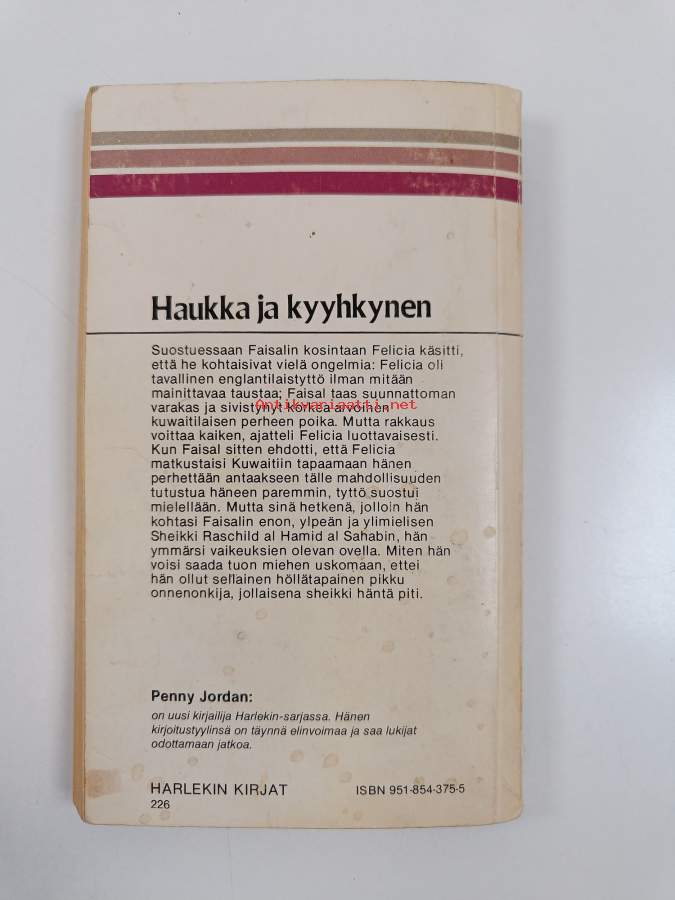 Haukka ja kyyhkynen
Suostuessaan Faisalin kosintaan Felicia käsitti,
että he kohtaisivat vielä ongelmia: Felicia oli
tavallinen englantilaistyttö ilman mitään
mainittavaa taustaa; Faisal taas suunnattoman
varakas ja sivistynyt korkea-arvoinen
Antikvariaatti.net
kuwaitilaisen perheen poika. Mutta rakkaus
voittaa kaiken, ajatteli Felicia luottavaisesti.
Kun Faisal sitten ehdotti, että Felicia
matkustaisi Kuwaitiin tapaamaan hänen
perhettään antaakseen tälle mahdollisuuden
tutustua häneen paremmin, tyttö suostui
mielellään. Mutta sinä hetkenä, jolloin hän
kohtasi Faisalin enon, ylpeän ja ylimielisen
Sheikki Raschild al Hamid al Sahabin, hän
ymmärsi vaikeuksien olevan ovella. Miten hän
voisi saada tuon miehen uskomaan, ettei
hän ollut sellainen höllätapainen pikku
onnenonkija, jollaisena sheikki häntä piti.
Penny Jordan:
on uusi kirjailija Harlekin-sarjassa. Hänen
kirjoitustyylinsä on täynnä elinvoimaa ja saa lukijat
odottamaan jatkoa.
HARLEKIN KIRJAT
ISBN 951-854-375-5
226